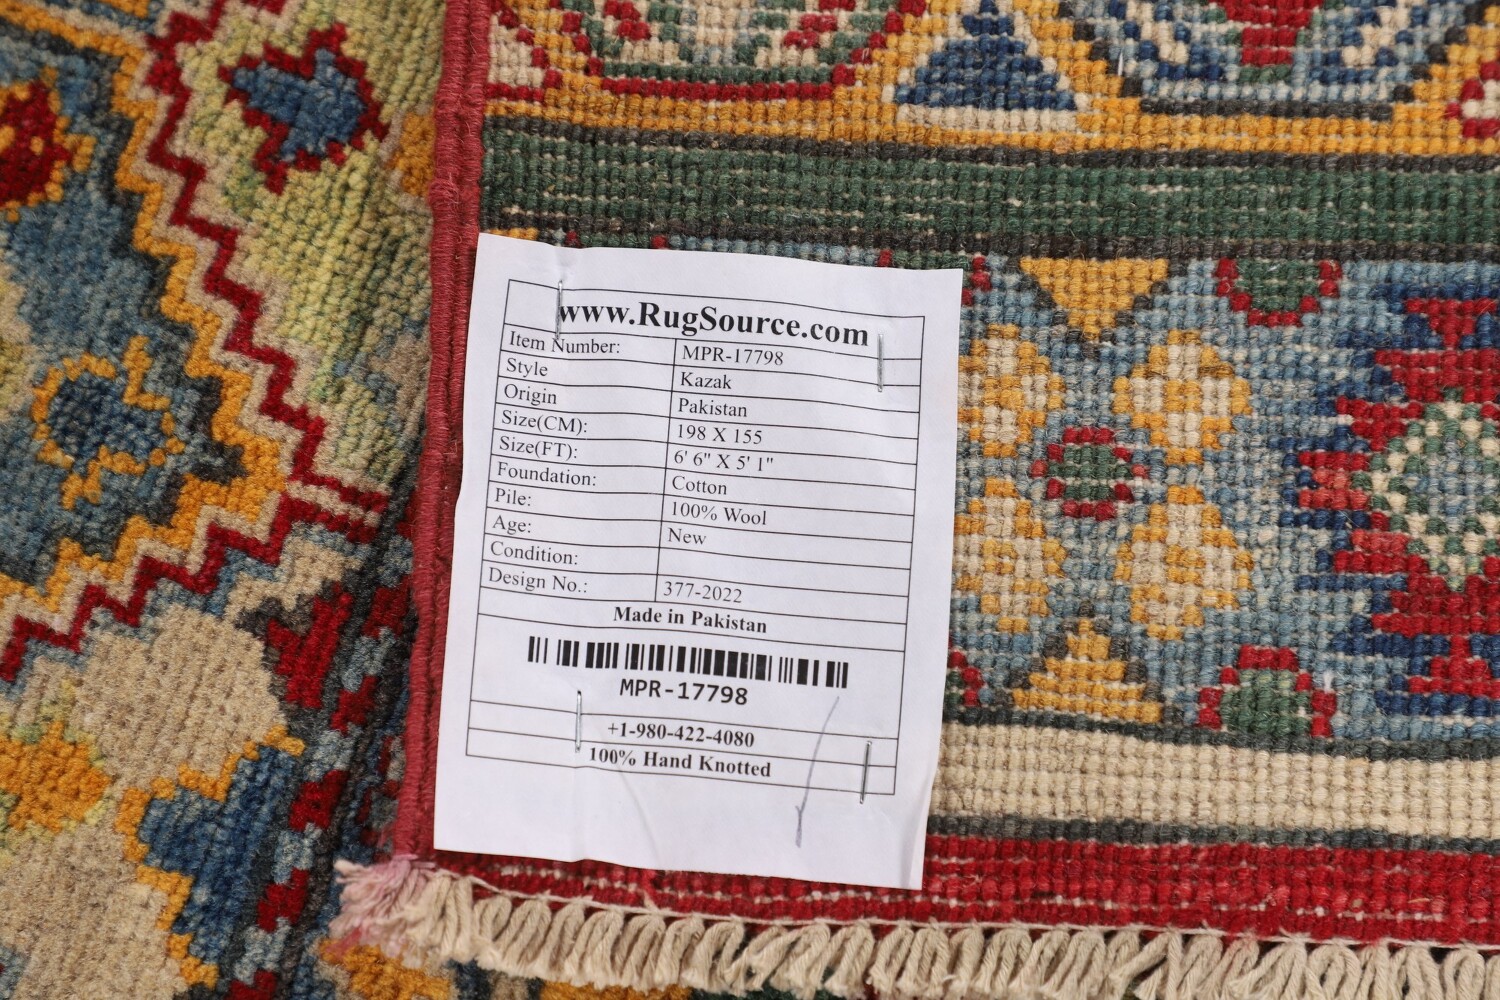 www.RugSource.com
Item Number: MPR-17798
Style Kazak
Origin Pakistan
Size(CM): 198 X 155
Size(FT): 6' 6" X 5' 1"
Foundation: Cotton
Pile: 100% Wool
Age: New
Condition:
Design No.: 377-2022
Made in Pakistan
MPR-17798
+1-980-422-4080
100% Hand Knotted